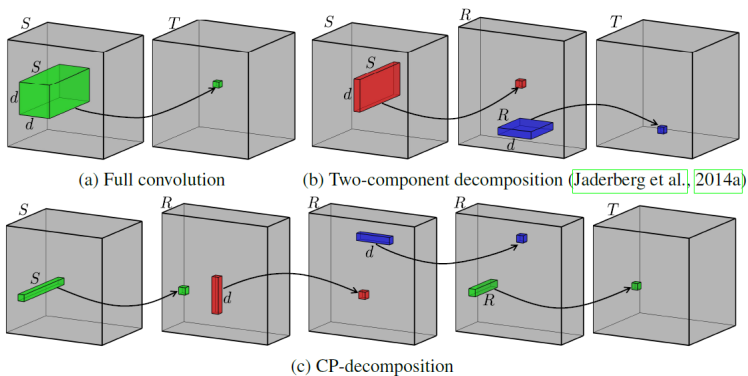 S T S R T
S S
d d R
d d
(a) Full convolution (b) Two-component decomposition (Jaderberg et al., 2014a)
S R R R T
S d
d R
(c) CP-decomposition